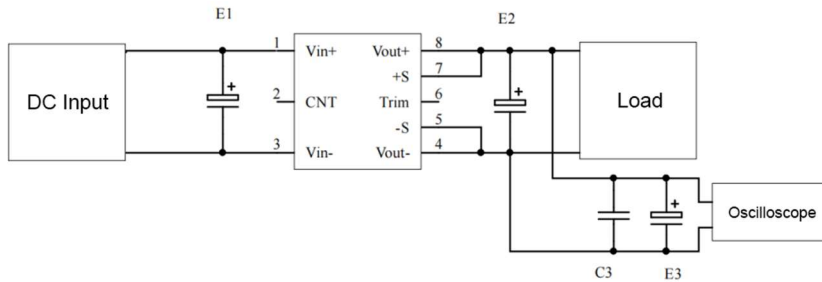 E1
E2
DC Input
1
Vin+
Vout+
8
+S
7
2
CNT
Trim
6
-S
5
3
Vin-
Vout-
4
Load
+
+
+
Oscilloscope
C3
E3